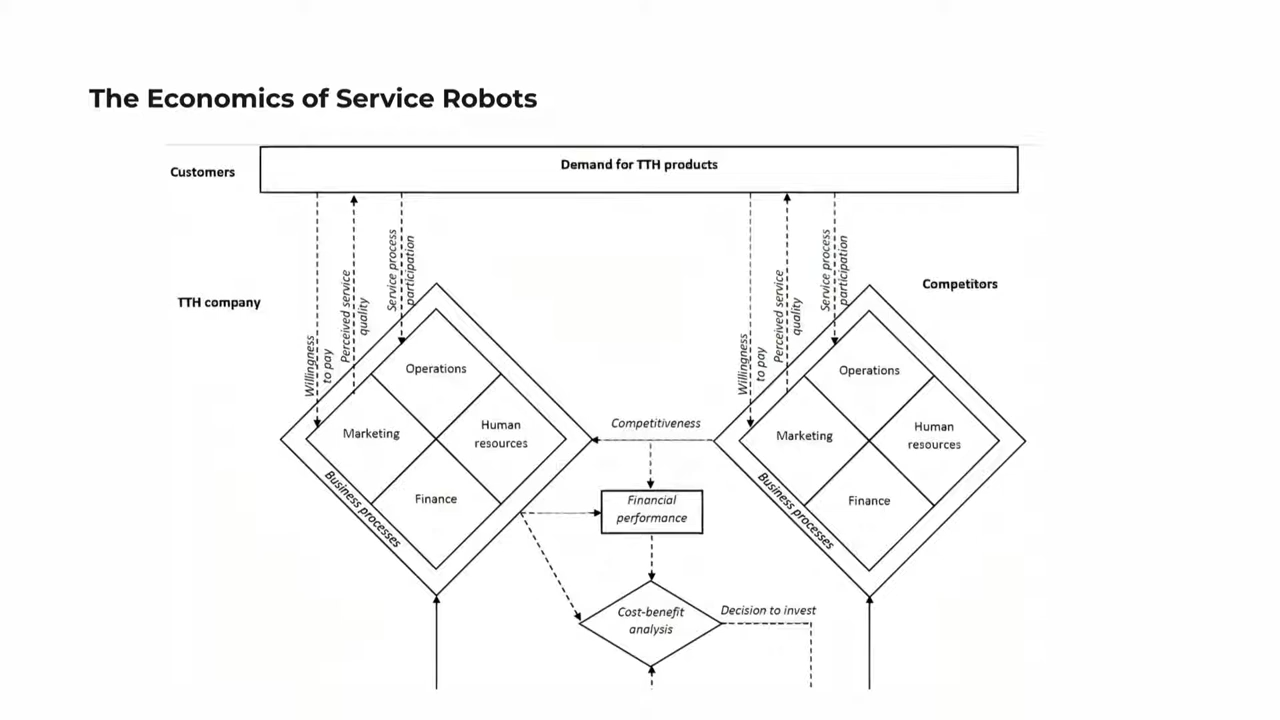 The Economics of Service Robots
Customers
Demand for TTH products
Willingness
to pay
Perceived service
quality
Service process
participation
Willingness
to pay
Perceived service
quality
Service process
participation
TTH company
Competitors
Operations
Marketing
Human
resources
Finance
Business processes
Competitiveness
Financial
performance
Cost-benefit
analysis
Decision to invest
Operations
Marketing
Human
resources
Finance
Business processes